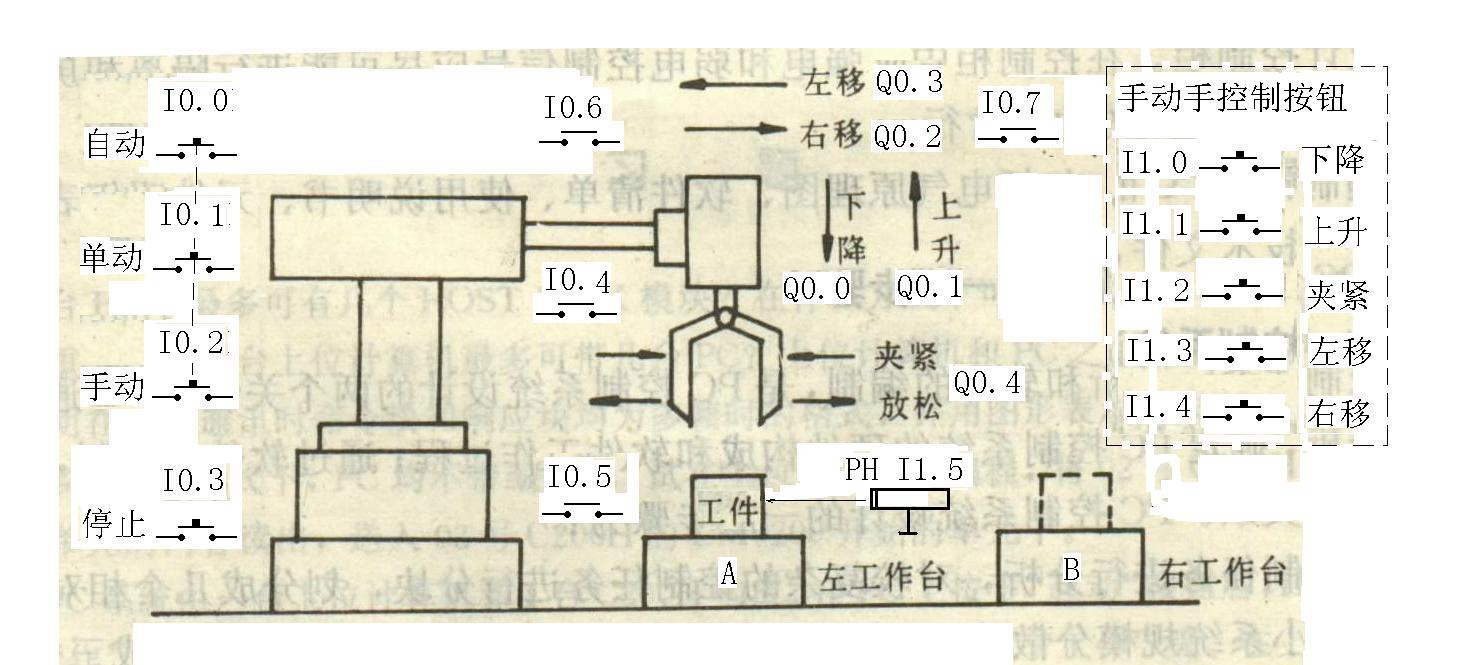 左移 Q0.3
右移 Q0.2
I0.0
自动
I0.1
单动
I0.2
手动
I0.3
停止
I0.6
I0.4
I0.5
I0.7
下降
Q0.0
上升
Q0.1
夹紧
放松
Q0.4
PH I1.5
工件
A
左工作台
B
右工作台
手动手控制按钮
I1.0 下降
I1.1 上升
I1.2 夹紧
I1.3 左移
I1.4 右移